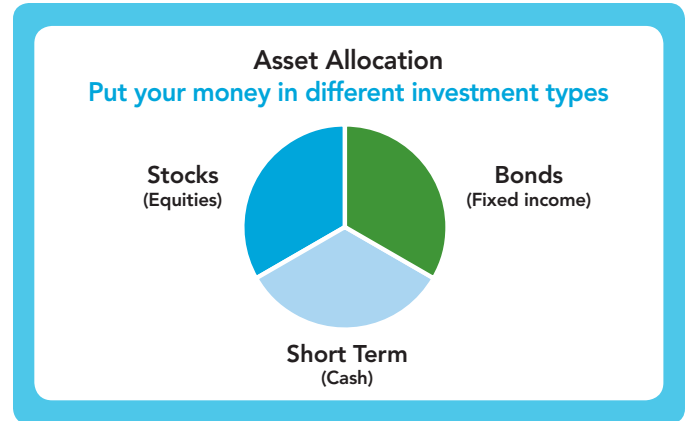 Asset Allocation
Put your money in different investment types
Stocks
(Equities)
Bonds
(Fixed income)
Short Term
(Cash)